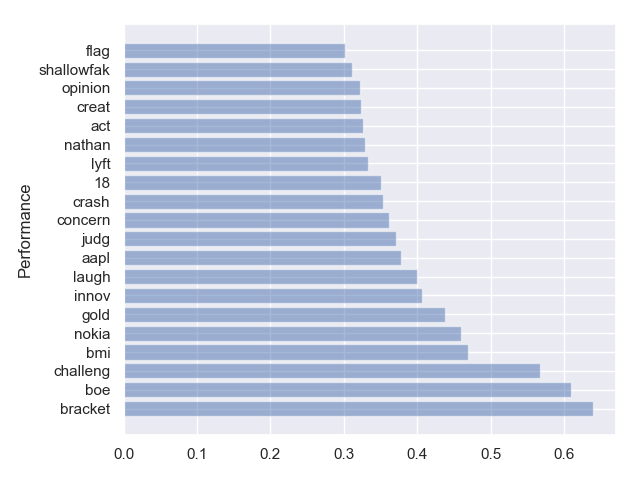 flag
shallowfak
opinion
creat
act
nathan
lyft
18
crash
concern
judg
aapl
laugh
innov
gold
nokia
bmi
challeng
boe
bracket
Performance
0.0 0.1 0.2 0.3 0.4 0.5 0.6